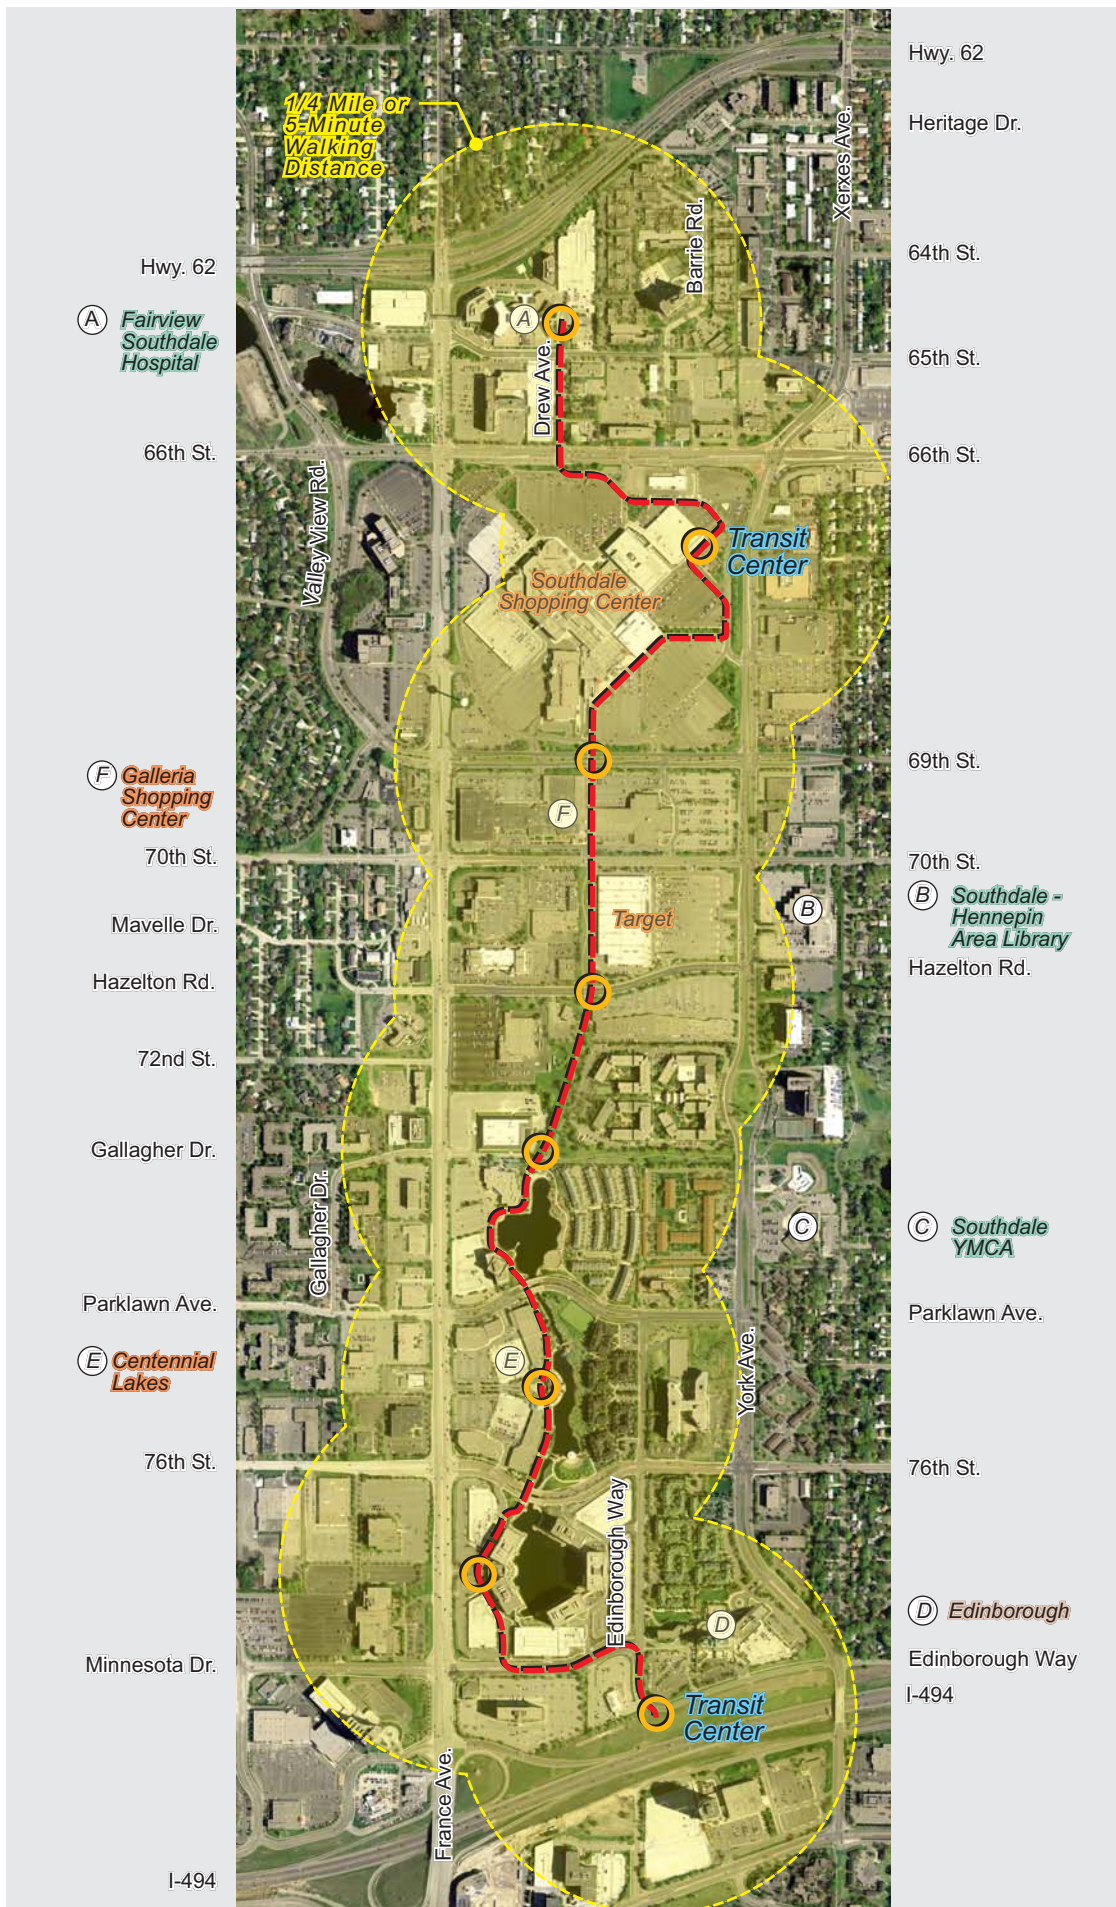 Hwy. 62
Heritage Dr.
1/4 Mile or
5-Minute
Walking
Distance
Xerxes Ave.
Barrie Rd.
64th St.
Hwy. 62
A
Fairview
Southdale
Hospital
A
65th St.
Drew Ave.
66th St.
66th St.
Valley View Rd.
Transit
Center
Southdale
Shopping Center
69th St.
F
Galleria
Shopping
Center
F
70th St.
70th St.
B
Southdale -
Hennepin
Area Library
B
Target
Mavelle Dr.
Hazelton Rd.
Hazelton Rd.
72nd St.
Gallagher Dr.
Gallagher Dr.
C
C
Southdale
YMCA
Parklawn Ave.
Parklawn Ave.
E
Centennial
Lakes
E
York Ave.
76th St.
76th St.
Edinborough Way
D
D
Edinborough
Minnesota Dr.
Edinborough Way
I-494
Transit
Center
France Ave.
I-494